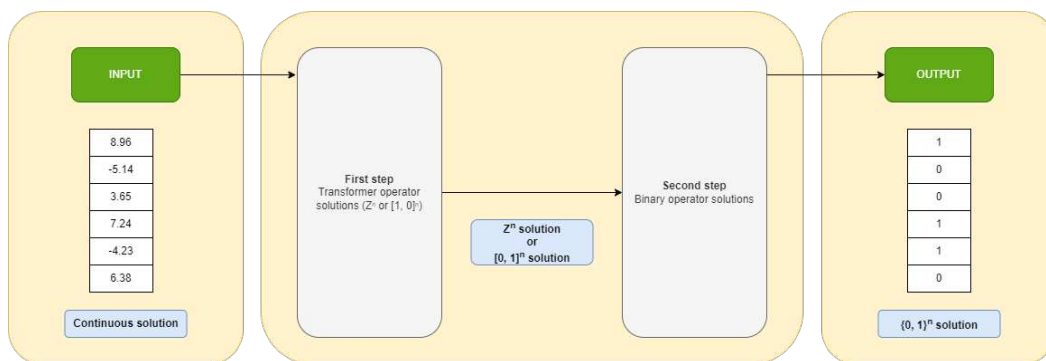 INPUT
8.96
-5.14
3.65
7.24
-4.23
6.38
Continuous solution
First step
Transformer operator
solutions (Zⁿ or [1, 0]ⁿ)
Zⁿ solution
or
[0, 1]ⁿ solution
Second step
Binary operator solutions
OUTPUT
1
0
0
1
1
0
{0, 1}ⁿ solution